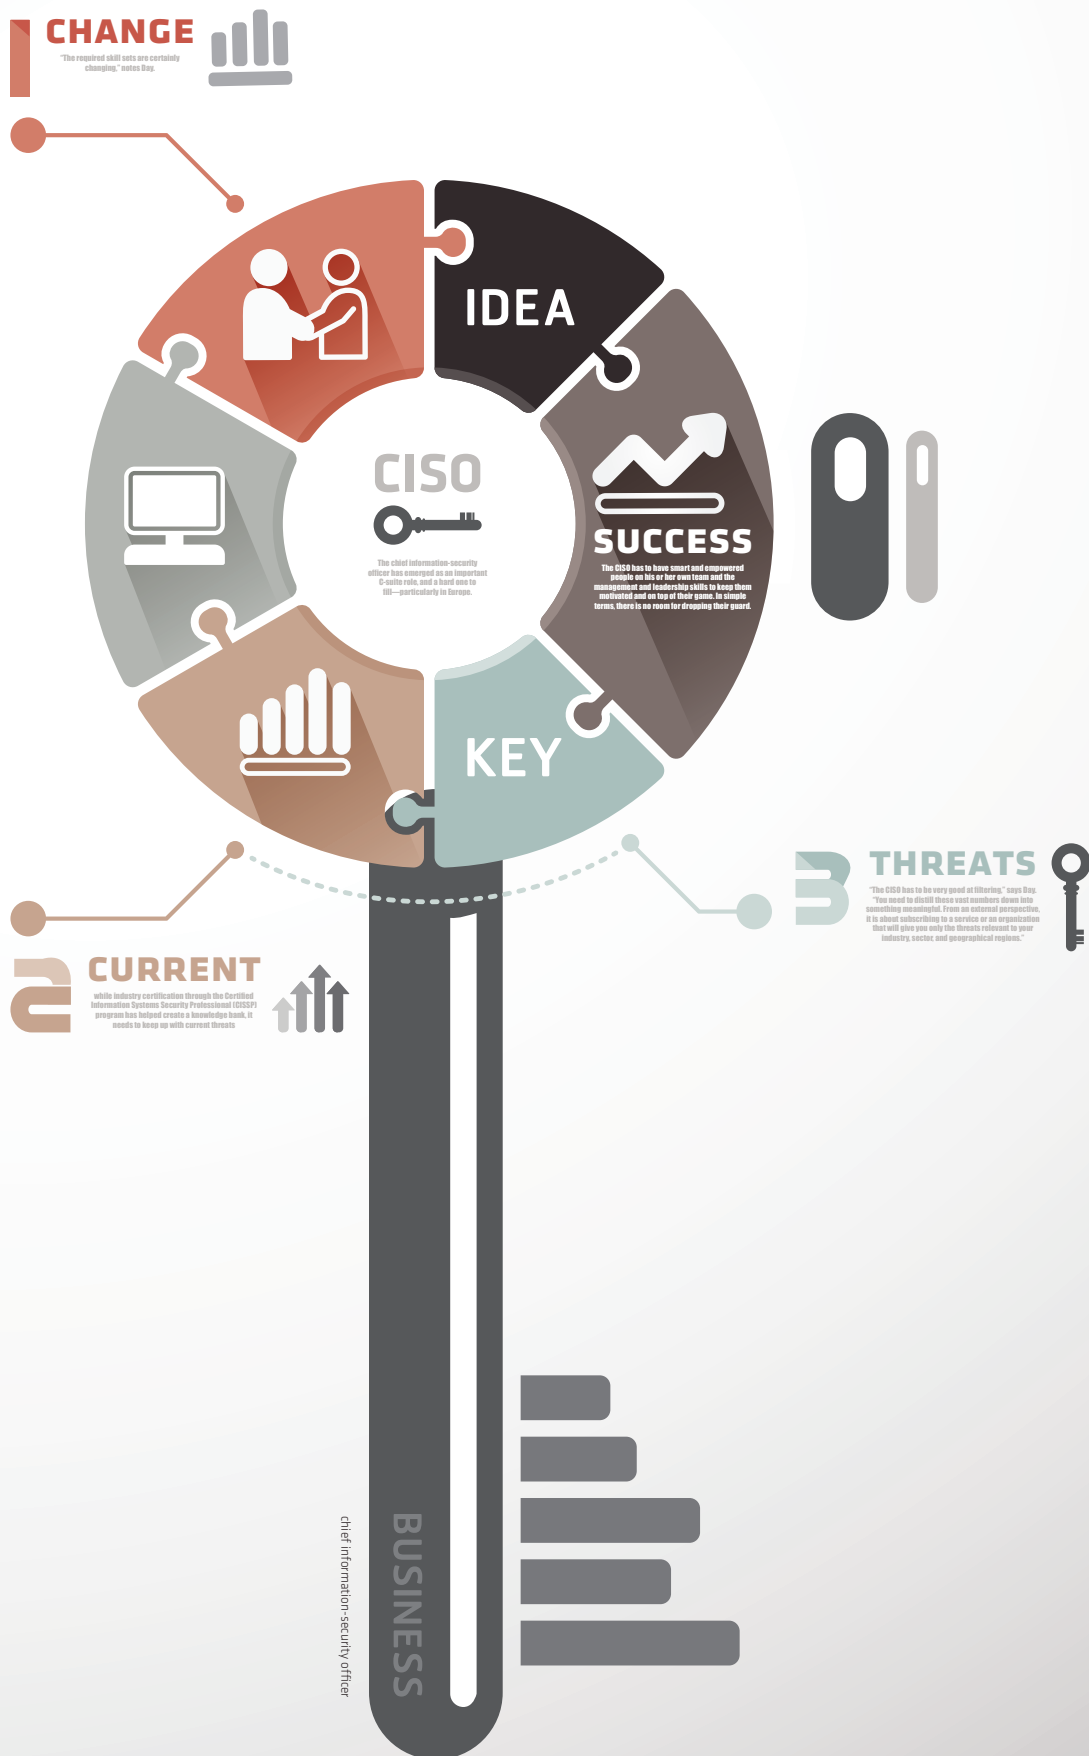 1
CHANGE
"The required skill sets are certainly
changing," notes Day.
IDEA
CISO
The chief information-security
officer has emerged as an important
C-suite role, and a hard one to
fill—particularly in Europe.
SUCCESS
The CISO has to have smart and empowered
people on his or her own team and the
management and leadership skills to keep them
motivated and on top of their game. In simple
terms, there is no room for dropping their guard.
KEY
2
CURRENT
while industry certification through the Certified
Information Systems Security Professional (CISSP)
program has helped create a knowledge bank, it
needs to keep up with current threats
3
THREATS
"The CISO has to be very good at filtering," says Day.
"You need to distill these vast numbers down into
something meaningful. From an external perspective,
it is about subscribing to a service or an organization
that will give you only the threats relevant to your
industry, sector, and geographical regions."
BUSINESS
chief information-security officer